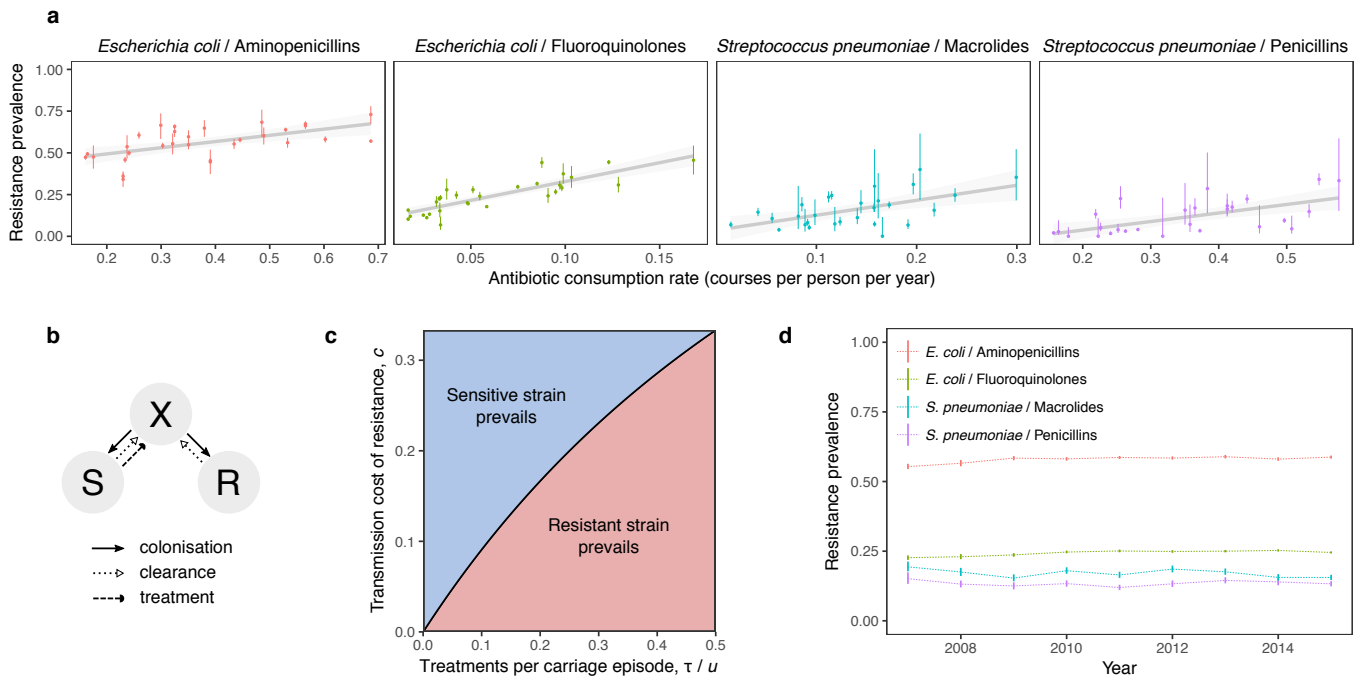 a
Escherichia coli / Aminopenicillins
Escherichia coli / Fluoroquinolones
Streptococcus pneumoniae / Macrolides
Streptococcus pneumoniae / Penicillins
Resistance prevalence
1.00
0.75
0.50
0.25
0.00
0.2 0.3 0.4 0.5 0.6 0.7
0.05 0.10 0.15
0.1 0.2 0.3
0.2 0.3 0.4 0.5
Antibiotic consumption rate (courses per person per year)
b
X
S
R
colonisation
clearance
treatment
c
Transmission cost of resistance, c
0.3
0.2
0.1
0.0
Sensitive strain
prevails
Resistant strain
prevails
0.0 0.1 0.2 0.3 0.4 0.5
Treatments per carriage episode, τ / u
d
Resistance prevalence
1.00
0.75
0.50
0.25
0.00
E. coli / Aminopenicillins
E. coli / Fluoroquinolones
S. pneumoniae / Macrolides
S. pneumoniae / Penicillins
2008 2010 2012 2014
Year